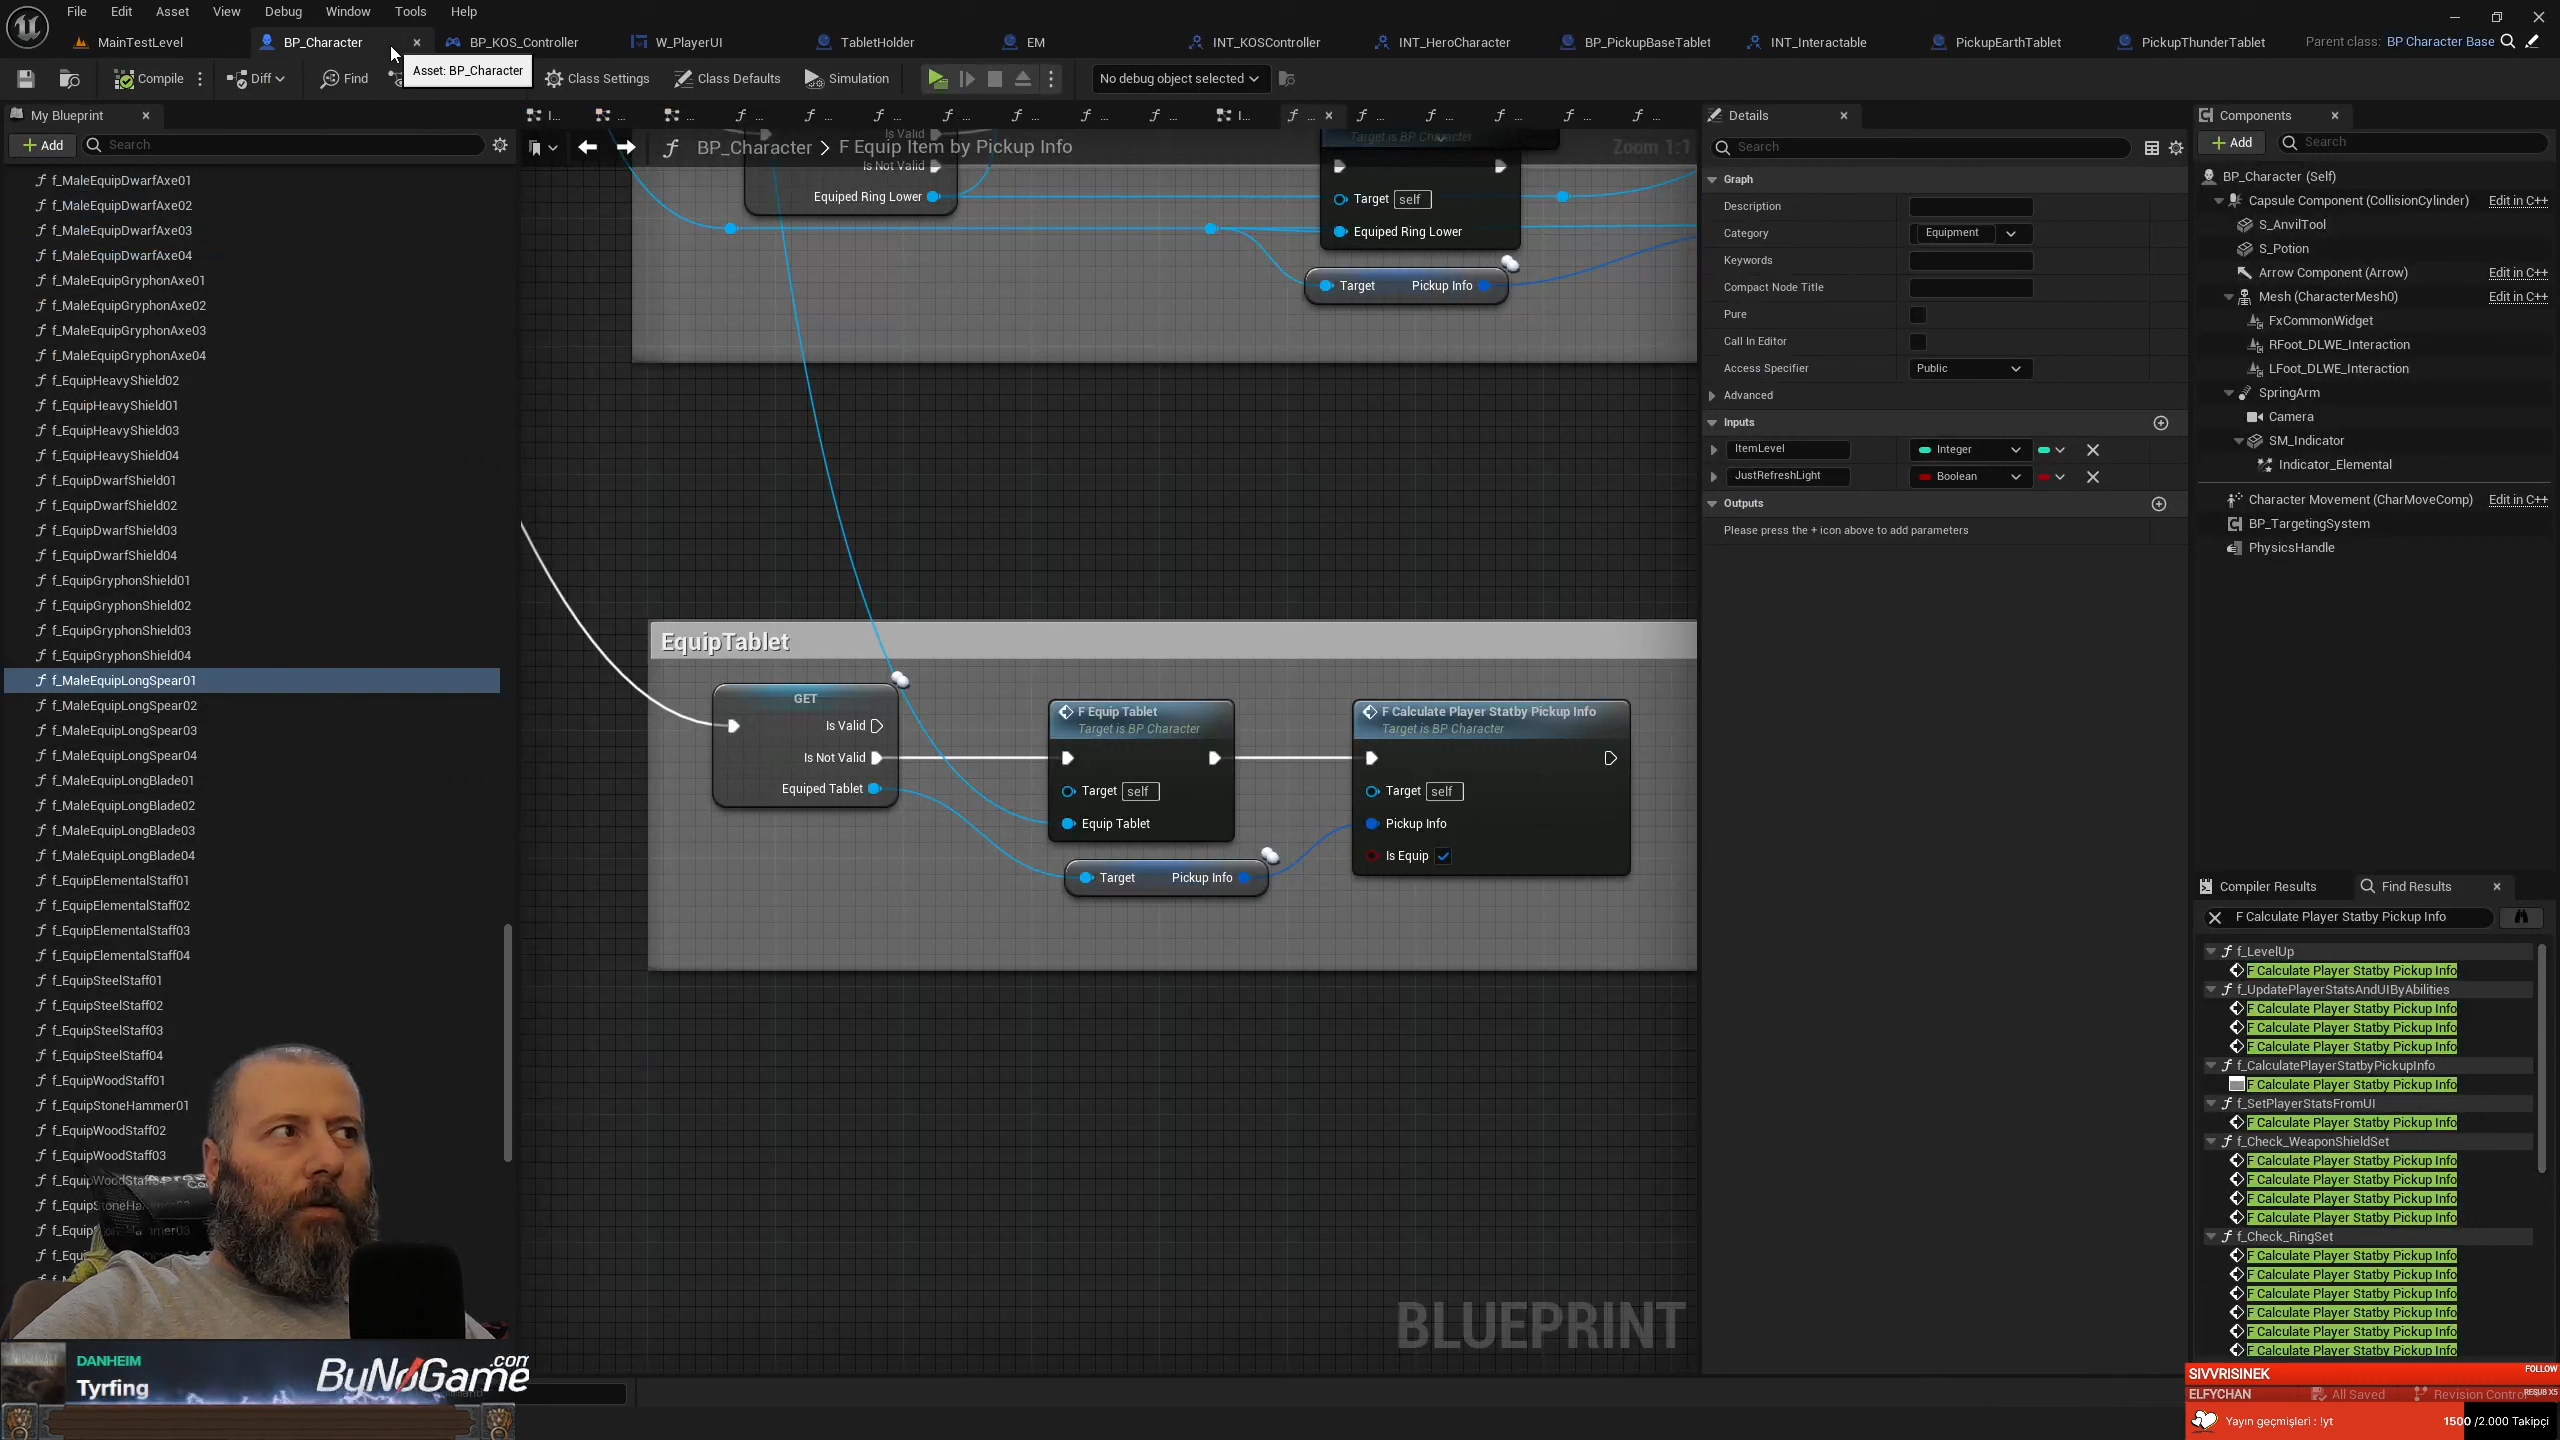 File Edit Asset View Window Debug Tools Help
MainTestLevel
BP_Character
BP_KOS_Controller
W_PlayerUI
TabletHolder
EM
INT_KOSController
INT_HeroCharacter
BP_PickupBaseTablet
INT_Interactable
PickupEarthTablet
PickupThunderTablet
Parent class: BP Character Base
Asset: BP_Character
Compile
Diff
Find
Class Settings
Class Defaults
Simulation
No debug object selected
My Blueprint
Add
Search
f_MaleEquipDwarfAxe01
f_MaleEquipDwarfAxe02
f_MaleEquipDwarfAxe03
f_MaleEquipDwarfAxe04
f_MaleEquipGryphonAxe01
f_MaleEquipGryphonAxe02
f_MaleEquipGryphonAxe03
f_MaleEquipGryphonAxe04
f_EquipHeavyShield02
f_EquipHeavyShield01
f_EquipHeavyShield03
f_EquipHeavyShield04
f_EquipDwarfShield01
f_EquipDwarfShield02
f_EquipDwarfShield03
f_EquipDwarfShield04
f_EquipGryphonShield01
f_EquipGryphonShield02
f_EquipGryphonShield03
f_EquipGryphonShield04
f_MaleEquipLongSpear01
f_MaleEquipLongSpear02
f_MaleEquipLongSpear03
f_MaleEquipLongSpear04
f_MaleEquipLongBlade01
f_MaleEquipLongBlade02
f_MaleEquipLongBlade03
f_MaleEquipLongBlade04
f_EquipElementalStaff01
f_EquipElementalStaff02
f_EquipElementalStaff03
f_EquipElementalStaff04
f_EquipSteelStaff01
f_EquipSteelStaff02
f_EquipSteelStaff03
f_EquipSteelStaff04
f_EquipWoodStaff01
f_EquipStoneHammer01
f_EquipWoodStaff02
f_EquipWoodStaff03
DANHEIM
Tyrfing
ByNoGame.com
BP_Character > F Equip Item by Pickup Info
Zoom 1:1
Is Valid
Is Not Valid
Equiped Ring Lower
Target is BP Character
Target self
Equiped Ring Lower
Target Pickup Info
EquipTablet
GET
Is Valid
Is Not Valid
Equiped Tablet
F Equip Tablet
Target is BP Character
Target self
Equip Tablet
Target Pickup Info
F Calculate Player Statby Pickup Info
Target is BP Character
Target self
Pickup Info
Is Equip
BLUEPRINT
Details
Search
Graph
Description
Category Equipment
Keywords
Compact Node Title
Pure
Call In Editor
Access Specifier Public
Advanced
Inputs
ItemLevel Integer
JustRefreshLight Boolean
Outputs
Please press the + icon above to add parameters
Components
Add
Search
BP_Character (Self)
Capsule Component (CollisionCylinder) Edit in C++
S_AnvilTool
S_Potion
Arrow Component (Arrow) Edit in C++
Mesh (CharacterMesh0) Edit in C++
FxCommonWidget
RFoot_DLWE_Interaction
LFoot_DLWE_Interaction
SpringArm
Camera
SM_Indicator
Indicator_Elemental
Character Movement (CharMoveComp) Edit in C++
BP_TargetingSystem
PhysicsHandle
Compiler Results
Find Results
F Calculate Player Statby Pickup Info
f_LevelUp
F Calculate Player Statby Pickup Info
f_UpdatePlayerStatsAndUIByAbilities
F Calculate Player Statby Pickup Info
F Calculate Player Statby Pickup Info
F Calculate Player Statby Pickup Info
f_CalculatePlayerStatbyPickupInfo
F Calculate Player Statby Pickup Info
f_SetPlayerStatsFromUI
F Calculate Player Statby Pickup Info
f_Check_WeaponShieldSet
F Calculate Player Statby Pickup Info
F Calculate Player Statby Pickup Info
F Calculate Player Statby Pickup Info
F Calculate Player Statby Pickup Info
f_Check_RingSet
F Calculate Player Statby Pickup Info
F Calculate Player Statby Pickup Info
F Calculate Player Statby Pickup Info
F Calculate Player Statby Pickup Info
F Calculate Player Statby Pickup Info
F Calculate Player Statby Pickup Info
SIVVRISINEK FOLLOW
ELFYCHAN RESUB X5
All Saved
Revision Control
Yayın geçmişleri : !yt
1500 /2.000 Takipçi